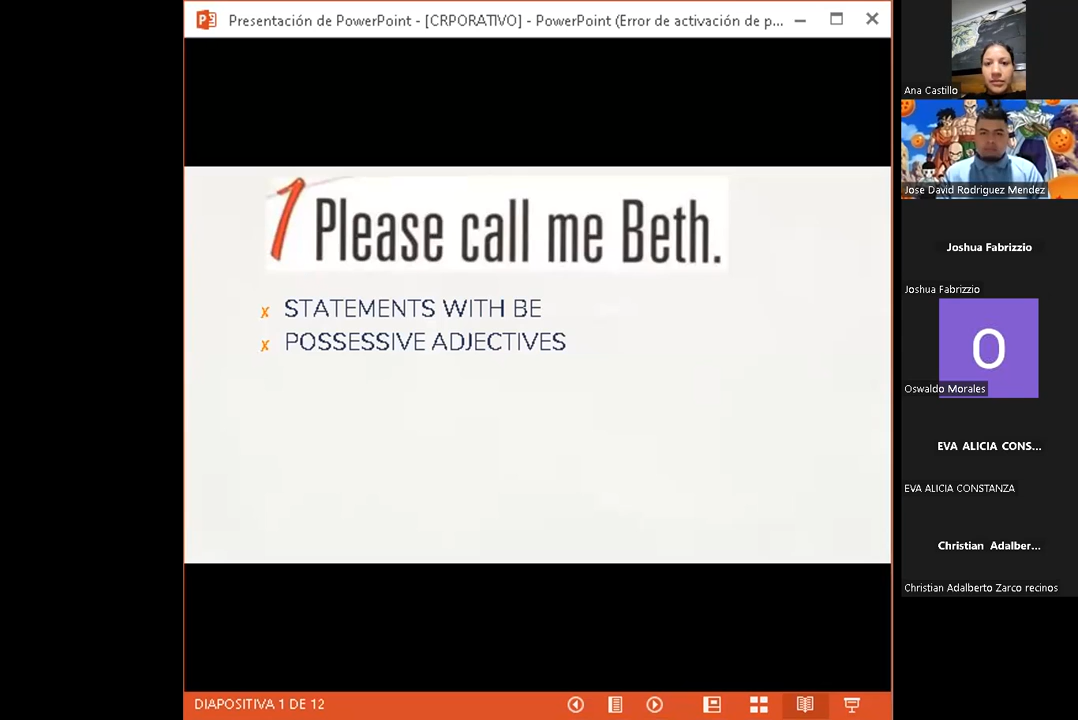 Presentación de PowerPoint - [CRPORATIVO] - PowerPoint (Error de activación de p...
1 Please call me Beth.
x STATEMENTS WITH BE
x POSSESSIVE ADJECTIVES
DIAPOSITIVA 1 DE 12
Ana Castillo
Jose David Rodriguez Mendez
Joshua Fabrizzio
Joshua Fabrizzio
O
Oswaldo Morales
EVA ALICIA CONS...
EVA ALICIA CONSTANZA
Christian Adalber...
Christian Adalberto Zarco recinos